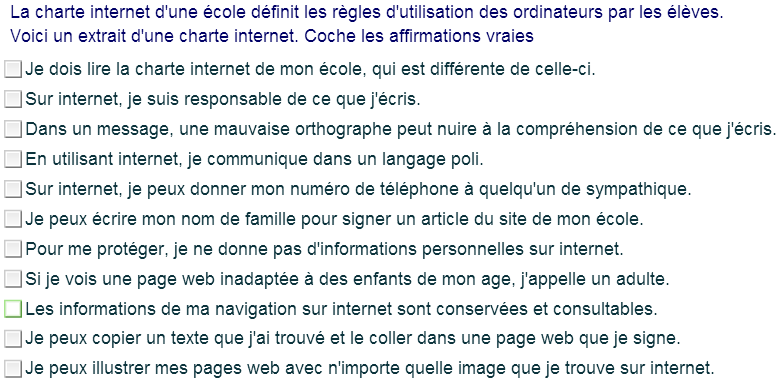 La charte internet d'une école définit les règles d'utilisation des ordinateurs par les élèves.
Voici un extrait d'une charte internet. Coche les affirmations vraies
Je dois lire la charte internet de mon école, qui est différente de celle-ci.
Sur internet, je suis responsable de ce que j'écris.
Dans un message, une mauvaise orthographe peut nuire à la compréhension de ce que j'écris.
En utilisant internet, je communique dans un langage poli.
Sur internet, je peux donner mon numéro de téléphone à quelqu'un de sympathique.
Je peux écrire mon nom de famille pour signer un article du site de mon école.
Pour me protéger, je ne donne pas d'informations personnelles sur internet.
Si je vois une page web inadaptée à des enfants de mon age, j'appelle un adulte.
Les informations de ma navigation sur internet sont conservées et consultables.
Je peux copier un texte que j'ai trouvé et le coller dans une page web que je signe.
Je peux illustrer mes pages web avec n'importe quelle image que je trouve sur internet.